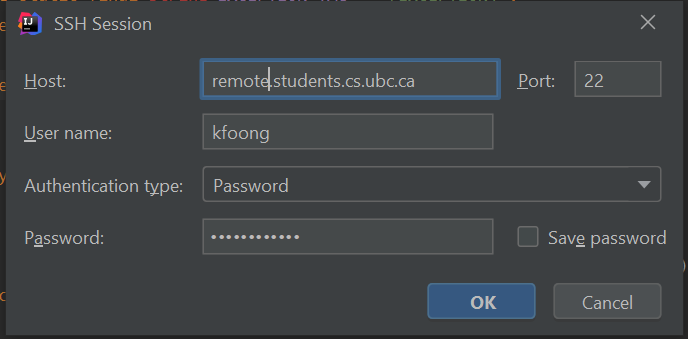 SSH Session
Host: remote.students.cs.ubc.ca Port: 22
User name: kfoong
Authentication type: Password
Password: •••••••••••• Save password
OK Cancel